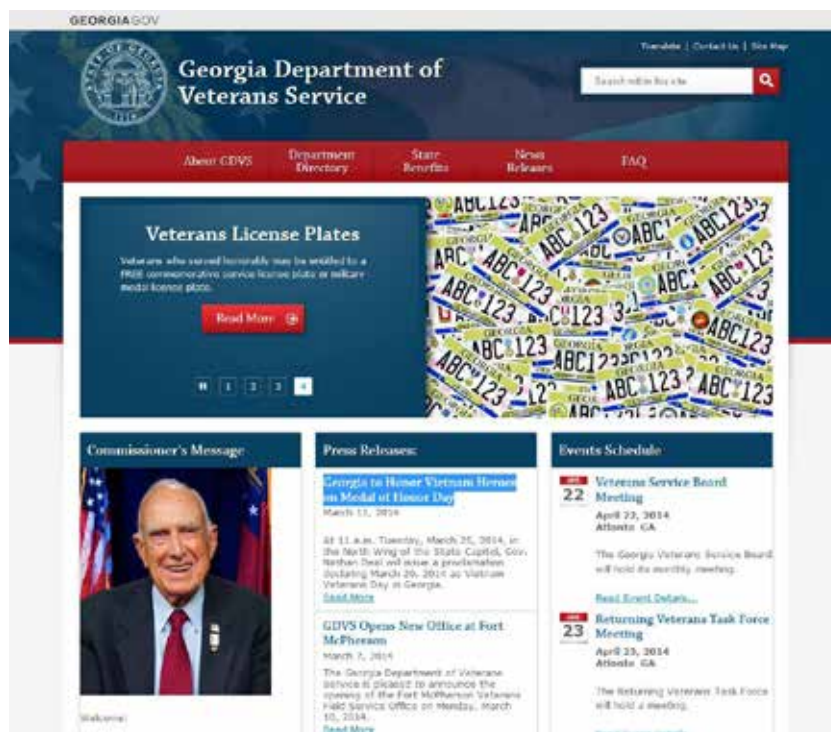 GEORGIAGOV
Translate | Contact Us | Site Map
Georgia Department of
Veterans Service
Search within this site
About GDVS
Department
Directory
State
Benefits
News
Releases
FAQ
Veterans License Plates
Veterans who served honorably may be entitled to a
FREE commemorative service license plate or military
medal license plate.
Read More
1 2 3 4
ABC123
GEORGIA
Commissioner's Message
Welcome!
Press Releases:
Georgia to Honor Vietnam Heroes
on Medal of Honor Day
March 11, 2014
At 11 a.m. Tuesday, March 25, 2014, in
the North Wing of the State Capitol, Gov.
Nathan Deal will issue a proclamation
declaring March 29, 2014 as Vietnam
Veterans Day in Georgia.
Read More
GDVS Opens New Office at Fort
McPherson
March 7, 2014
The Georgia Department of Veterans
Service is pleased to announce the
opening of the Fort McPherson Veterans
Field Service Office on Monday, March
10, 2014.
Read More
Events Schedule
22
Veterans Service Board
Meeting
April 22, 2014
Atlanta GA
The Georgia Veterans Service Board
will hold its monthly meeting.
Read Event Details...
23
Returning Veterans Task Force
Meeting
April 23, 2014
Atlanta GA
The Returning Veterans Task Force
will hold a meeting.